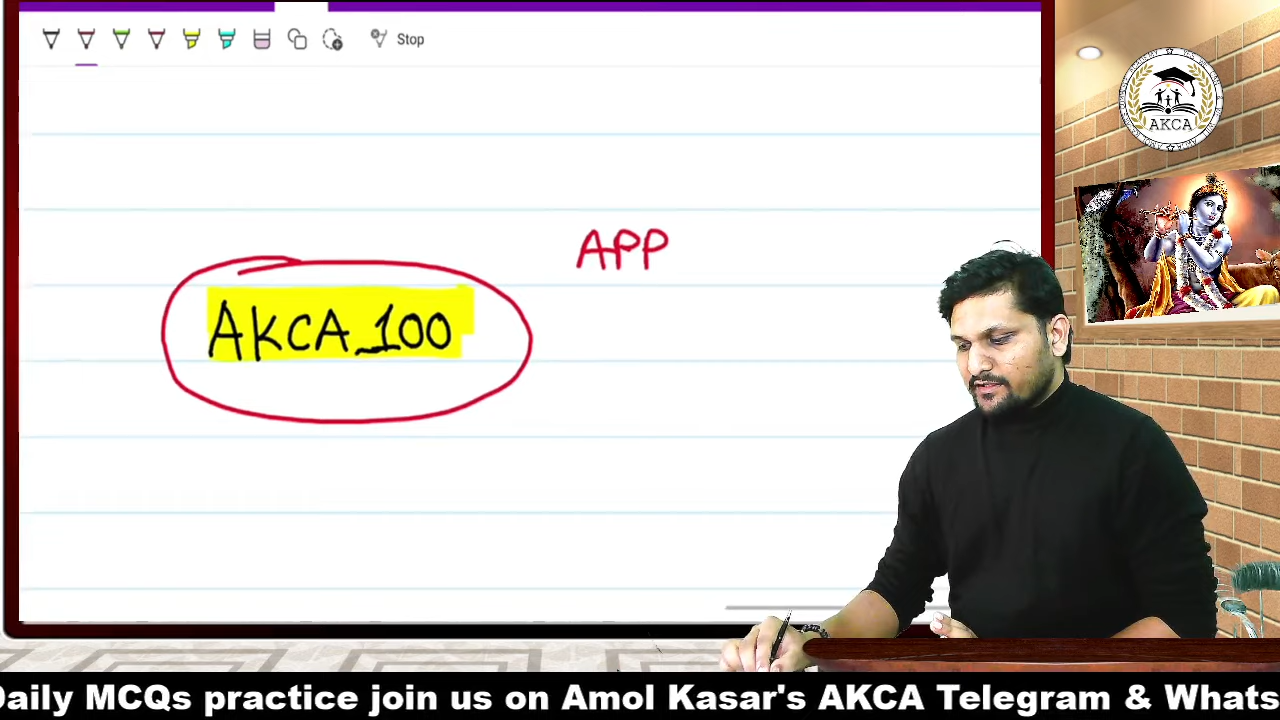 Stop
AKCA
APP
AKCA_100
Daily MCQs practice join us on Amol Kasar's AKCA Telegram & Whats